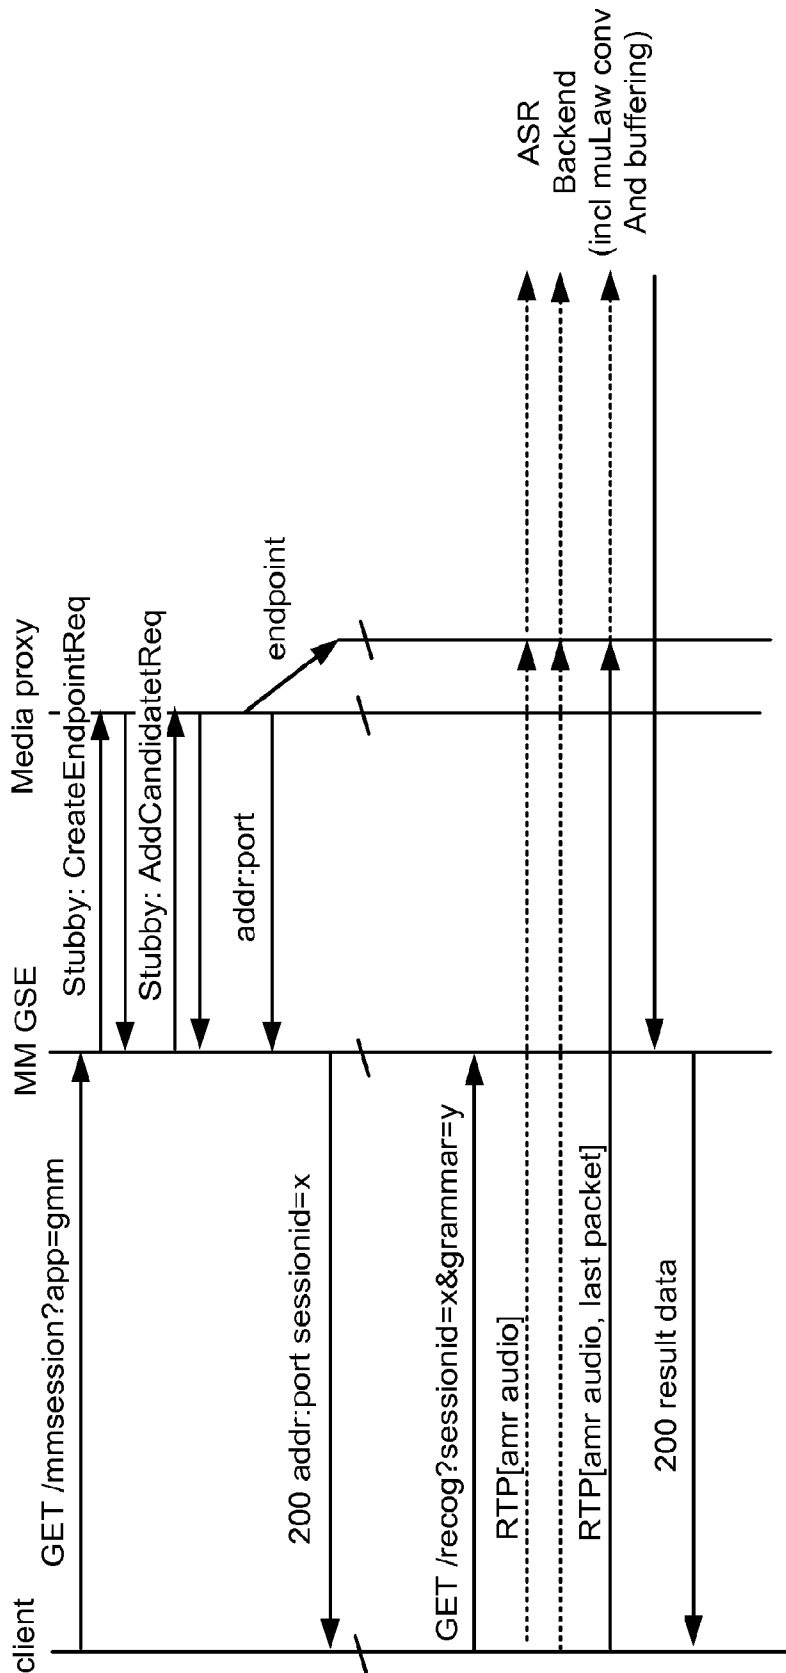 client
MM GSE
Media proxy
GET /mmsession?app=gmm
Stubby: CreateEndpointReq
Stubby: AddCandidatetReq
addr:port
endpoint
200 addr:port sessionid=x
GET /recog?sessionid=x&grammar=y
RTP[amr audio]
ASR
Backend
(incl muLaw conv
And buffering)
RTP[amr audio, last packet]
200 result data